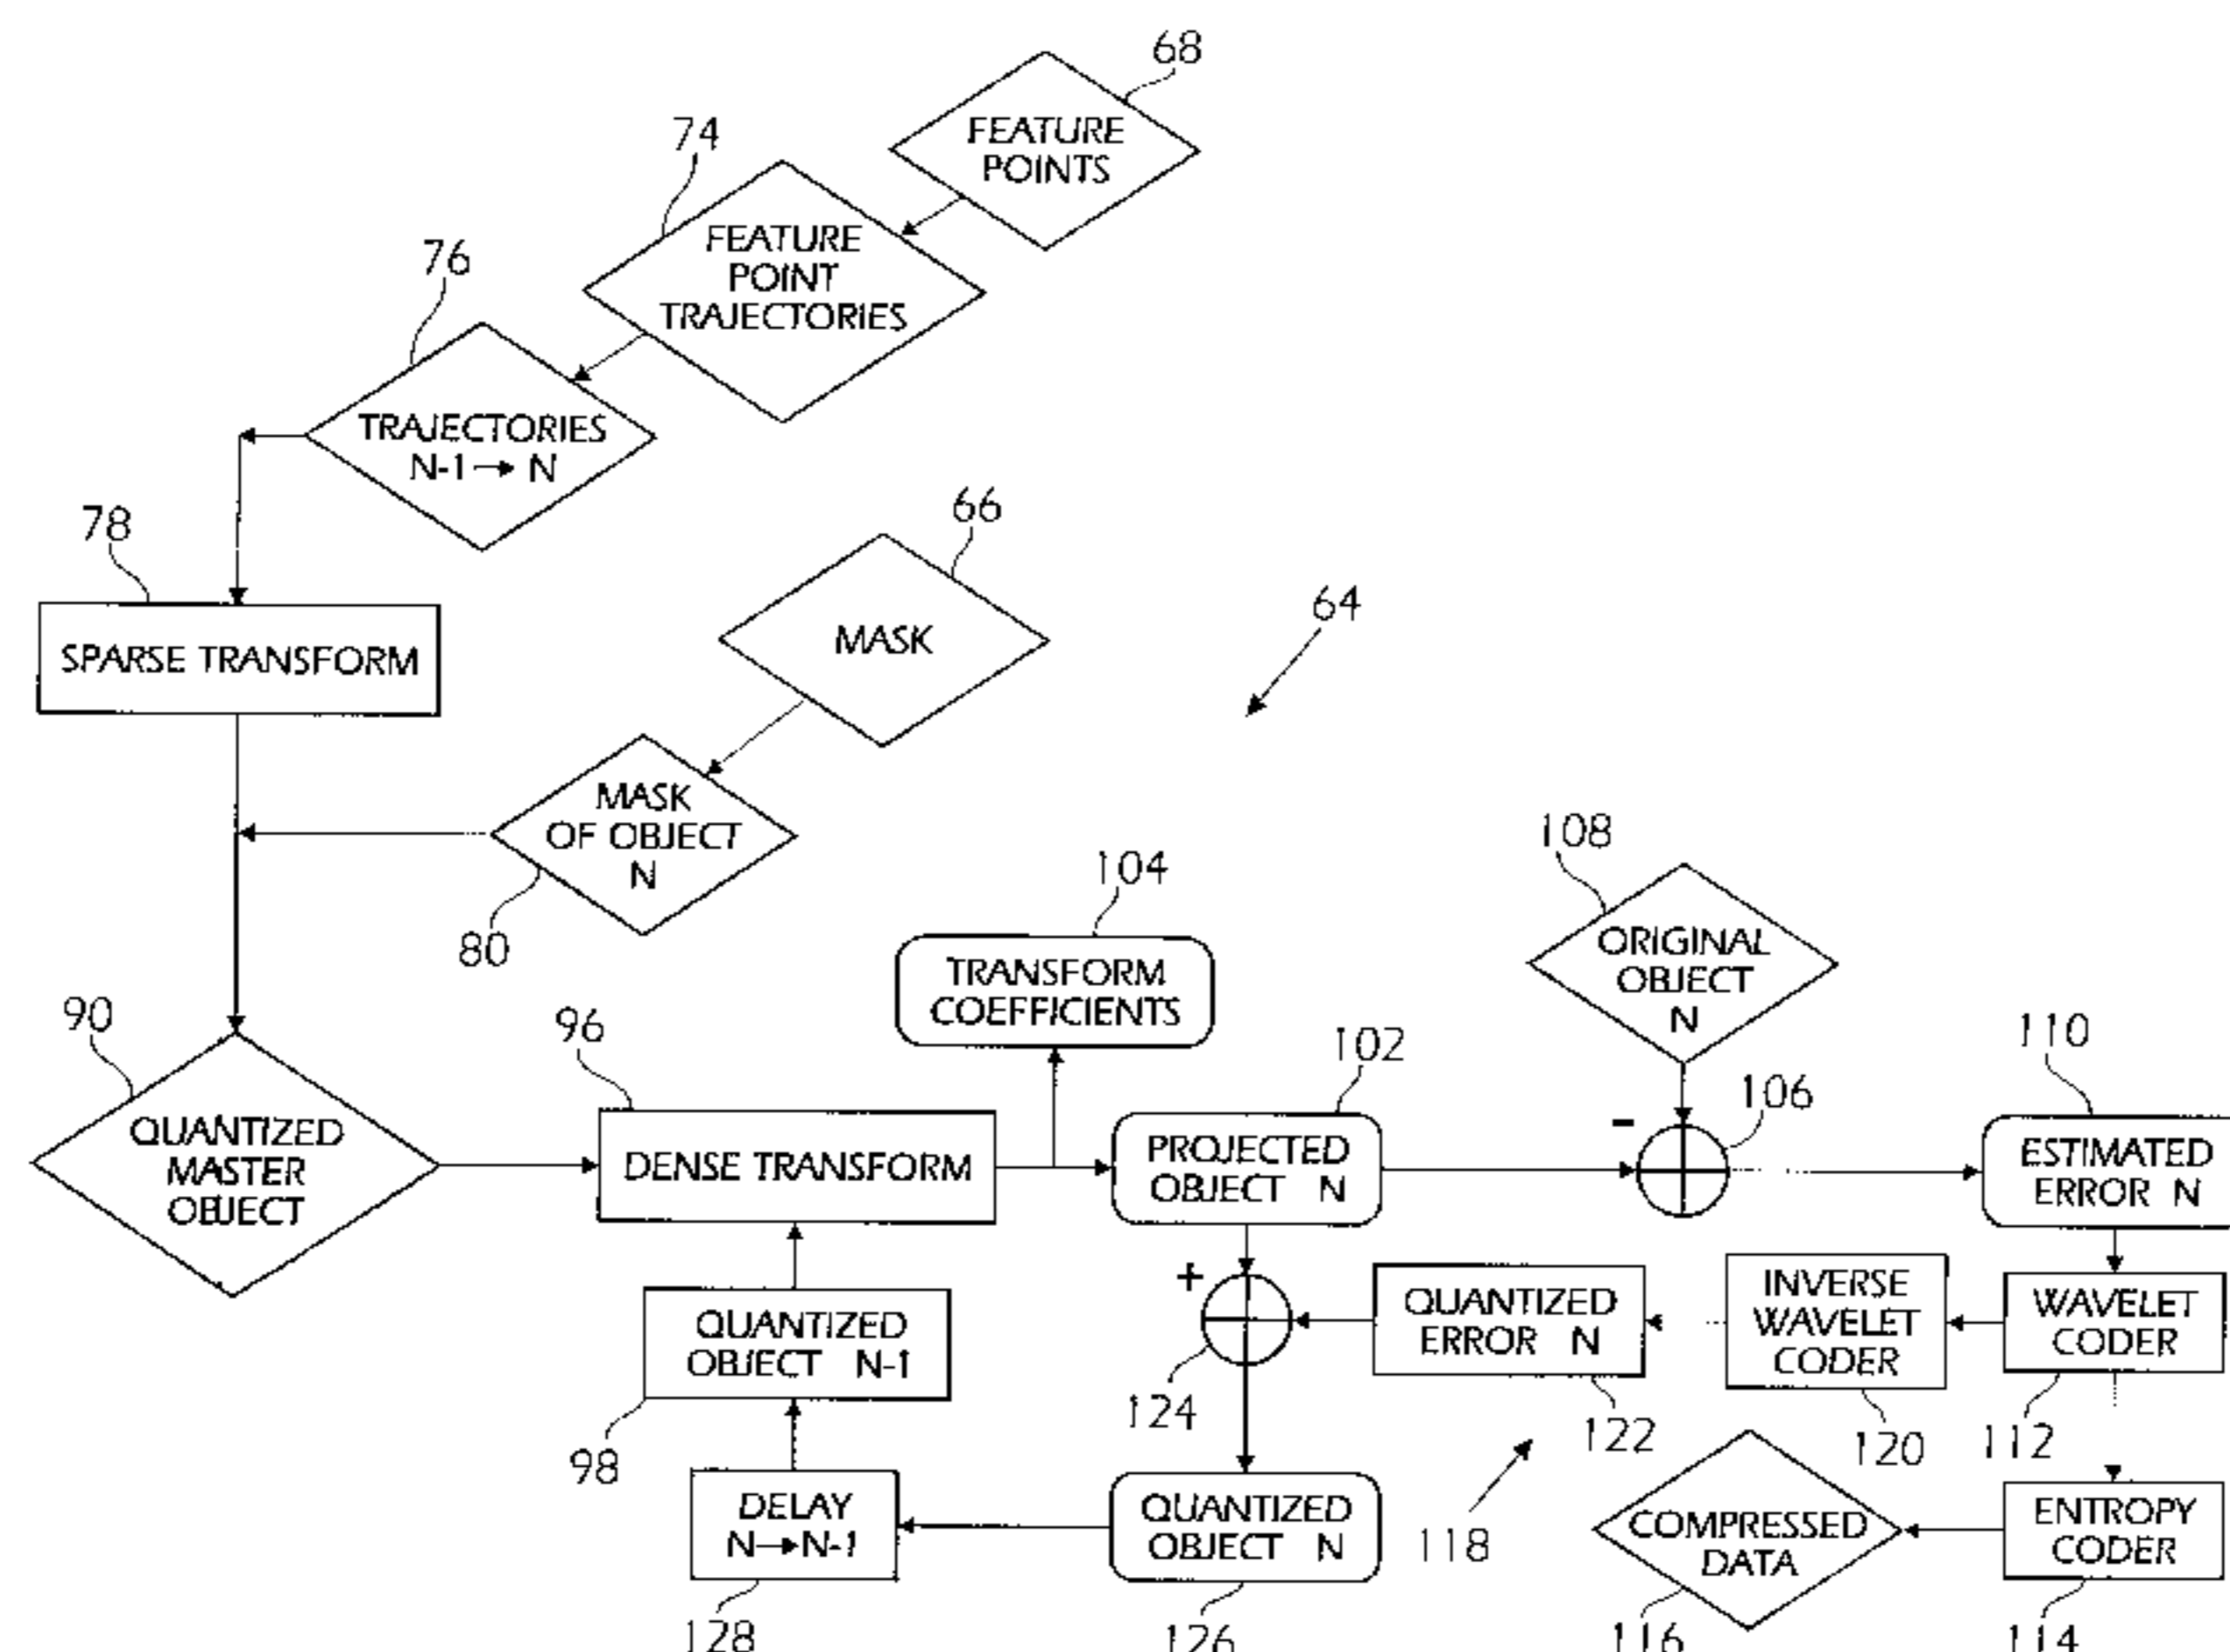 68
FEATURE
POINTS
74
FEATURE
POINT
TRAJECTORIES
76
TRAJECTORIES
N-1→ N
78
SPARSE TRANSFORM
66
MASK
64
MASK
OF OBJECT
N
80
104
TRANSFORM
COEFFICIENTS
108
ORIGINAL
OBJECT
N
90
QUANTIZED
MASTER
OBJECT
96
DENSE TRANSFORM
102
PROJECTED
OBJECT N
-
106
110
ESTIMATED
ERROR N
98
QUANTIZED
OBJECT N-1
+
124
QUANTIZED
ERROR N
122
INVERSE
WAVELET
CODER
120
WAVELET
CODER
112
DELAY
N→N-1
128
QUANTIZED
OBJECT N
126
118
COMPRESSED
DATA
116
ENTROPY
CODER
114